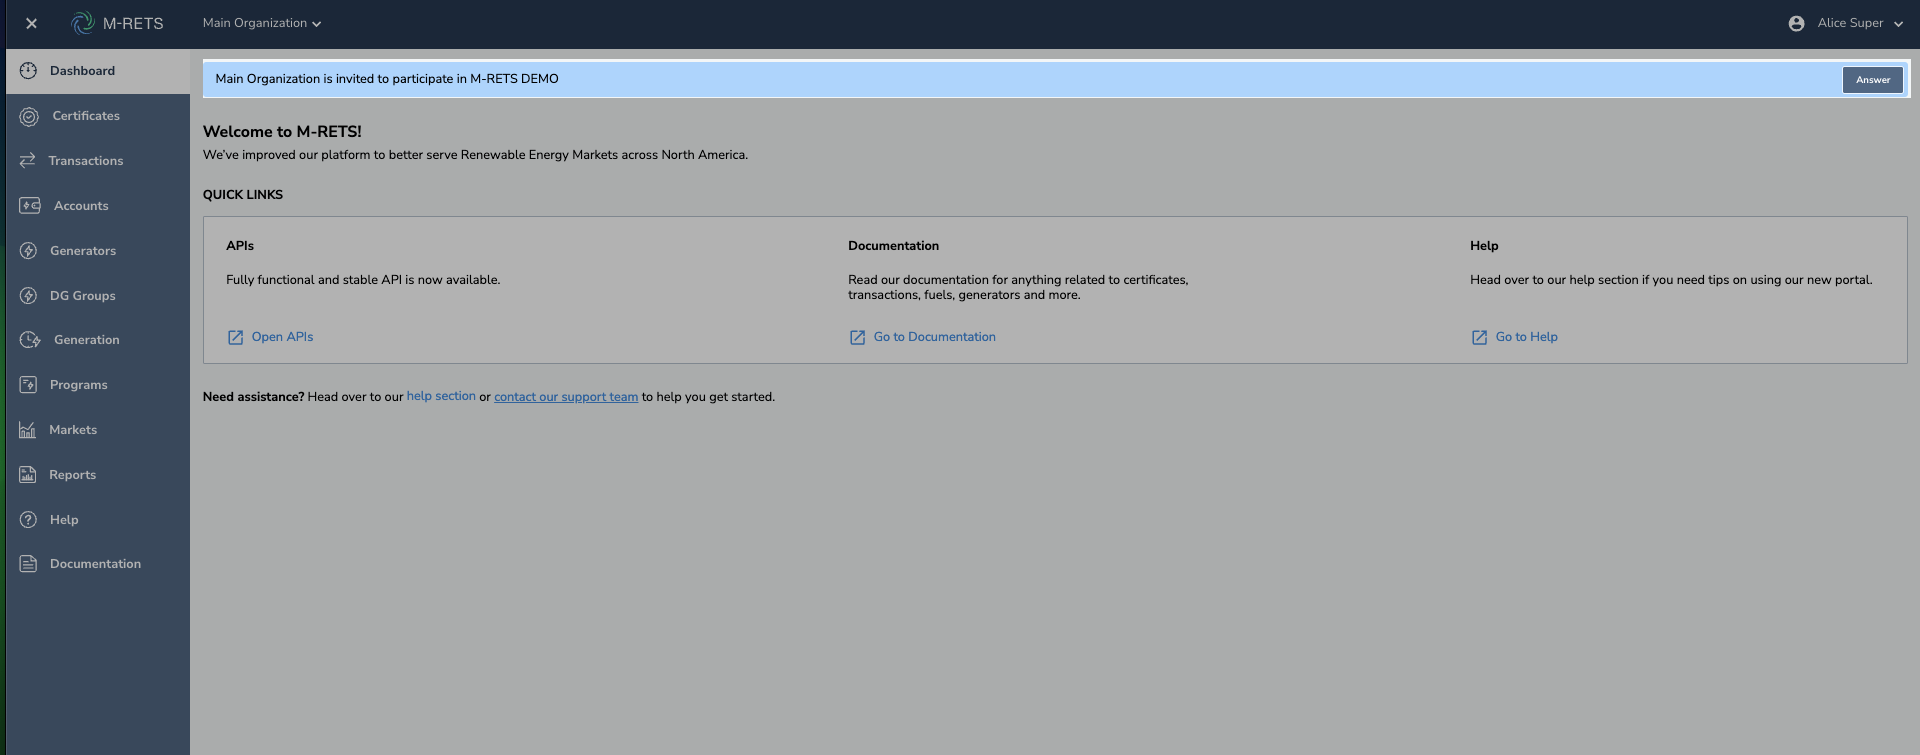 M-RETS
Main Organization
Alice Super
Dashboard
Certificates
Transactions
Accounts
Generators
DG Groups
Generation
Programs
Markets
Reports
Help
Documentation
Main Organization is invited to participate in M-RETS DEMO
Answer
Welcome to M-RETS!
We've improved our platform to better serve Renewable Energy Markets across North America.
QUICK LINKS
APIs
Fully functional and stable API is now available.
Open APIs
Documentation
Read our documentation for anything related to certificates,
transactions, fuels, generators and more.
Go to Documentation
Help
Head over to our help section if you need tips on using our new portal.
Go to Help
Need assistance? Head over to our help section or contact our support team to help you get started.